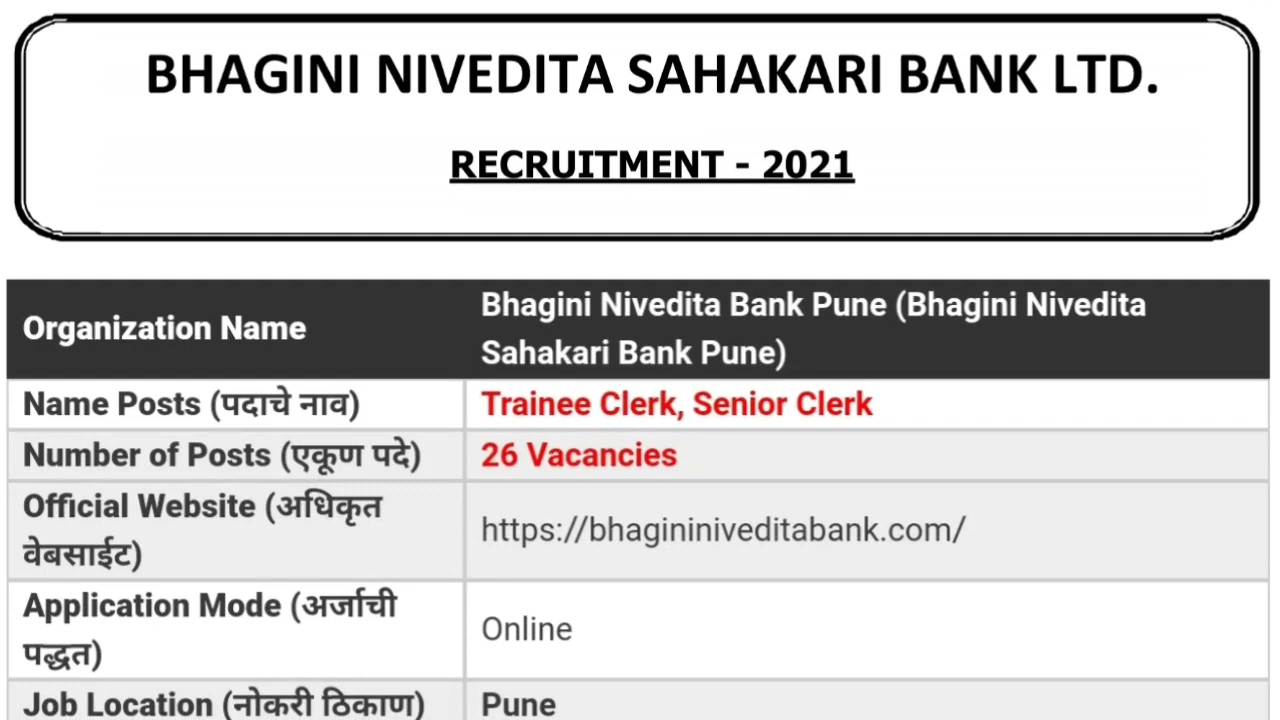 BHAGINI NIVEDITA SAHAKARI BANK LTD.
RECRUITMENT - 2021
Organization Name
Bhagini Nivedita Bank Pune (Bhagini Nivedita
Sahakari Bank Pune)
Name Posts (पदाचे नाव)
Trainee Clerk, Senior Clerk
Number of Posts (एकूण पदे)
26 Vacancies
Official Website (अधिकृत
वेबसाईट)
https://bhagininiveditabank.com/
Application Mode (अर्जाची
पद्धत)
Online
Job Location (नोकरी ठिकाण)
Pune